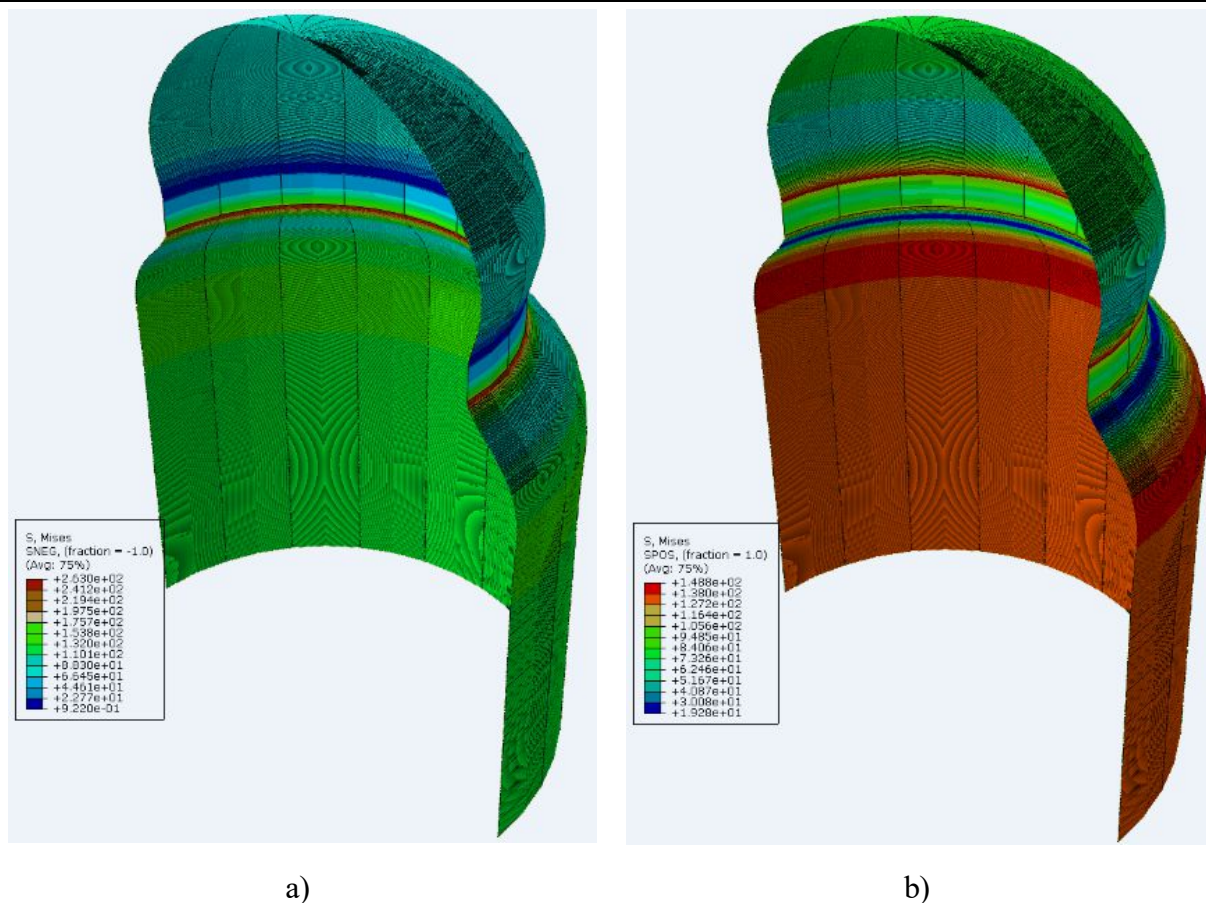 S, Mises
SNEG, (fraction = -1.0)
(Avg: 75%)
+2.630e+02
+2.412e+02
+2.194e+02
+1.975e+02
+1.757e+02
+1.538e+02
+1.320e+02
+1.101e+02
+8.830e+01
+6.645e+01
+4.461e+01
+2.277e+01
+9.220e-01
S, Mises
SPOS, (fraction = 1.0)
(Avg: 75%)
+1.488e+02
+1.380e+02
+1.272e+02
+1.164e+02
+1.056e+02
+9.485e+01
+8.406e+01
+7.326e+01
+6.246e+01
+5.167e+01
+4.087e+01
+3.008e+01
+1.928e+01
a)
b)